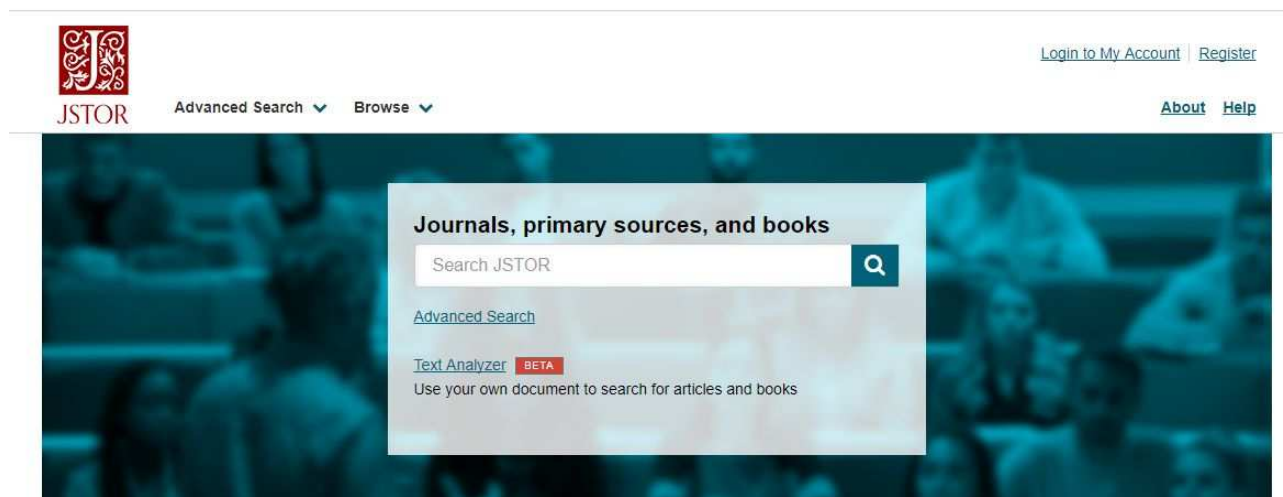 Login to My Account Register
JSTOR
Advanced Search Browse
About Help
Journals, primary sources, and books
Search JSTOR
Advanced Search
Text Analyzer BETA
Use your own document to search for articles and books